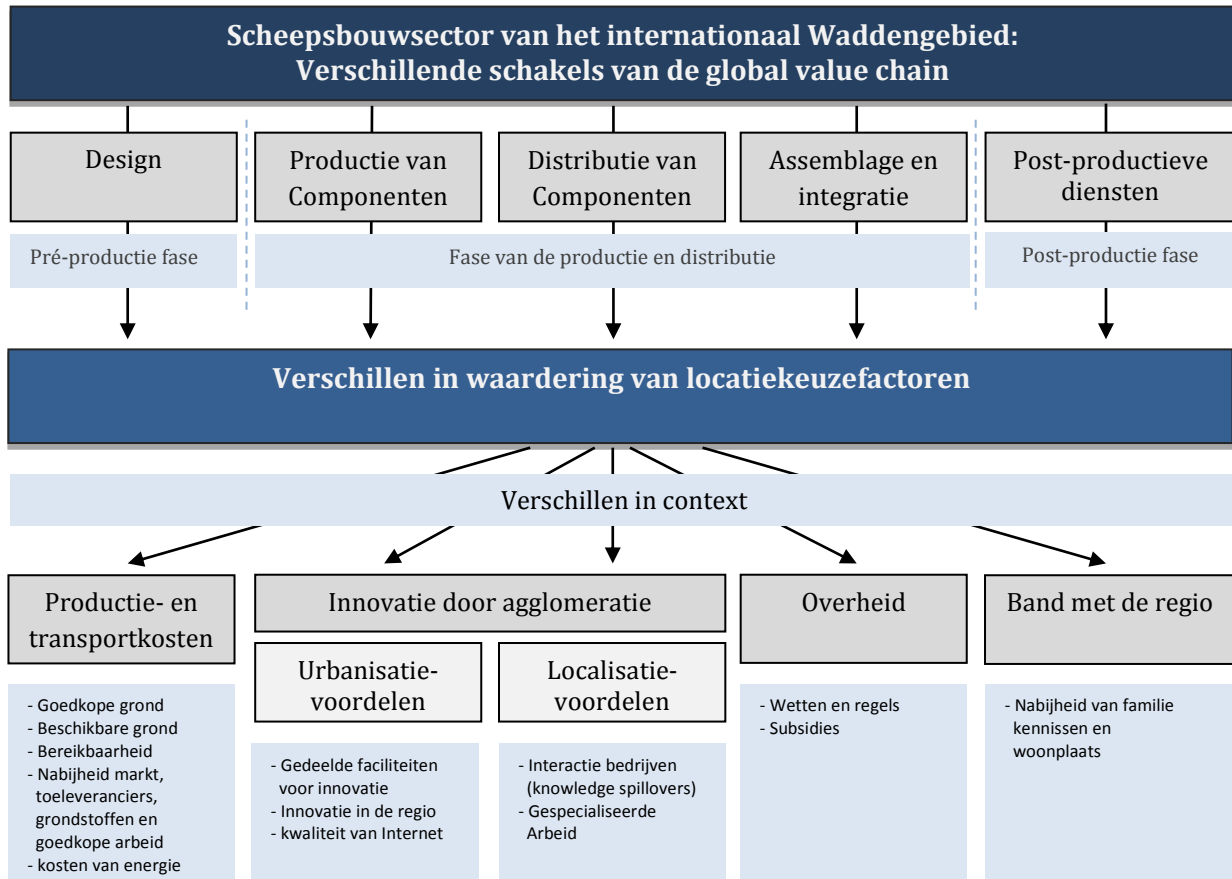 Scheepsbouwsector van het internationaal Waddengebied:
Verschillende schakels van de global value chain
Design
Productie van
Componenten
Distributie van
Componenten
Assemblage en
integratie
Post-productieve
diensten
Pré-productie fase
Fase van de productie en distributie
Post-productie fase
Verschillen in waardering van locatiekeuzefactoren
Verschillen in context
Productie- en
transportkosten
Innovatie door agglomeratie
Overheid
Band met de regio
Urbanisatie-
voordelen
Localisatie-
voordelen
- Goedkope grond
- Beschikbare grond
- Bereikbaarheid
- Nabijheid markt,
toeleveranciers,
grondstoffen en
goedkope arbeid
- kosten van energie
- Gedeelde faciliteiten
voor innovatie
- Innovatie in de regio
- kwaliteit van Internet
- Interactie bedrijven
(knowledge spillovers)
- Gespecialiseerde
Arbeid
- Wetten en regels
- Subsidies
- Nabijheid van familie
kennissen en
woonplaats